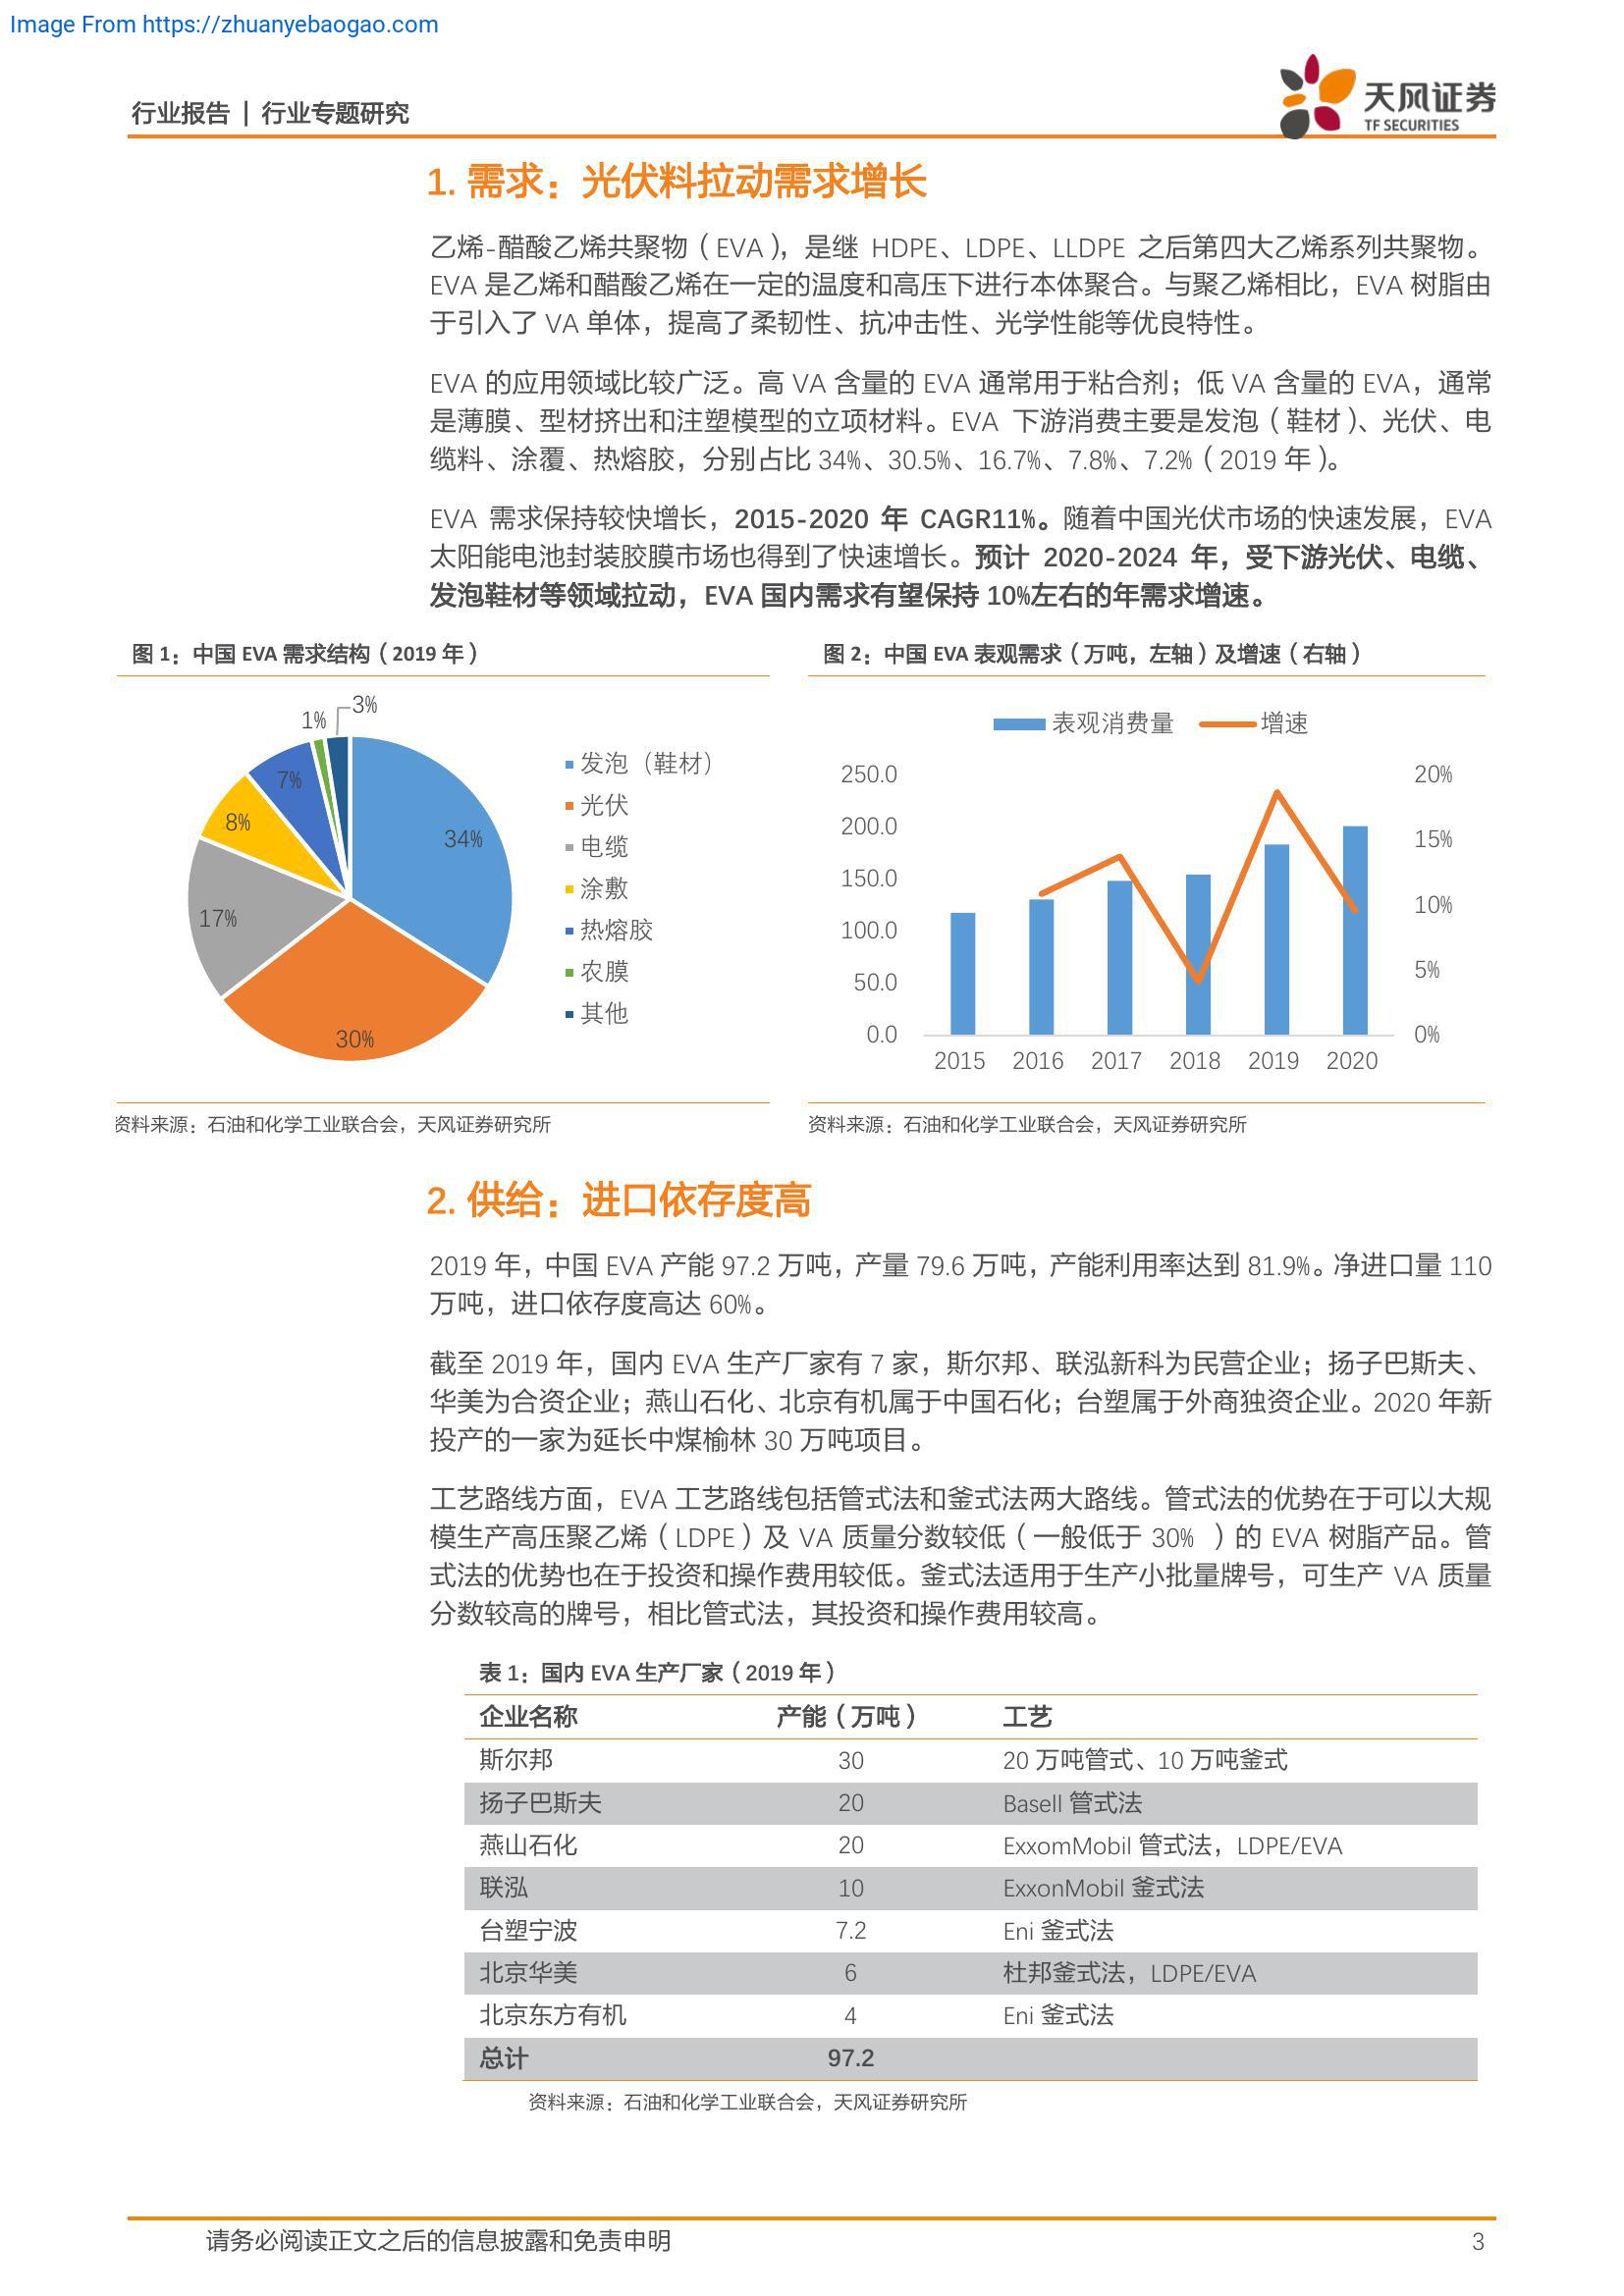 Image From https://zhuanyebaogao.com
行业报告 | 行业专题研究
天风证券
TF SECURITIES
1. 需求：光伏料拉动需求增长
乙烯-醋酸乙烯共聚物（EVA），是继 HDPE、LDPE、LLDPE 之后第四大乙烯系列共聚物。
EVA 是乙烯和醋酸乙烯在一定的温度和高压下进行本体聚合。与聚乙烯相比，EVA 树脂由
于引入了 VA 单体，提高了柔韧性、抗冲击性、光学性能等优良特性。
EVA 的应用领域比较广泛。高 VA 含量的 EVA 通常用于粘合剂；低 VA 含量的 EVA，通常
是薄膜、型材挤出和注塑模型的立项材料。EVA 下游消费主要是发泡（鞋材）、光伏、电
缆料、涂覆、热熔胶，分别占比 34%、30.5%、16.7%、7.8%、7.2%（2019 年）。
EVA 需求保持较快增长，2015-2020 年 CAGR11%。随着中国光伏市场的快速发展，EVA
太阳能电池封装胶膜市场也得到了快速增长。预计 2020-2024 年，受下游光伏、电缆、
发泡鞋材等领域拉动，EVA 国内需求有望保持 10%左右的年需求增速。
图 1：中国 EVA 需求结构（2019 年）
3%
1%
7%
8%
34%
17%
30%
发泡（鞋材）
光伏
电缆
涂敷
热熔胶
农膜
其他
资料来源：石油和化学工业联合会，天风证券研究所
图 2：中国 EVA 表观需求（万吨，左轴）及增速（右轴）
表观消费量 增速
250.0 20%
200.0 15%
150.0
100.0 10%
50.0 5%
0.0 0%
2015 2016 2017 2018 2019 2020
资料来源：石油和化学工业联合会，天风证券研究所
2. 供给：进口依存度高
2019 年，中国 EVA 产能 97.2 万吨，产量 79.6 万吨，产能利用率达到 81.9%。净进口量 110
万吨，进口依存度高达 60%。
截至 2019 年，国内 EVA 生产厂家有 7 家，斯尔邦、联泓新科为民营企业；扬子巴斯夫、
华美为合资企业；燕山石化、北京有机属于中国石化；台塑属于外商独资企业。2020 年新
投产的一家为延长中煤榆林 30 万吨项目。
工艺路线方面，EVA 工艺路线包括管式法和釜式法两大路线。管式法的优势在于可以大规
模生产高压聚乙烯（LDPE）及 VA 质量分数较低（一般低于 30% ）的 EVA 树脂产品。管
式法的优势也在于投资和操作费用较低。釜式法适用于生产小批量牌号，可生产 VA 质量
分数较高的牌号，相比管式法，其投资和操作费用较高。
表 1：国内 EVA 生产厂家（2019 年）
企业名称 产能（万吨） 工艺
斯尔邦 30 20 万吨管式、10 万吨釜式
扬子巴斯夫 20 Basell 管式法
燕山石化 20 ExxomMobil 管式法，LDPE/EVA
联泓 10 ExxonMobil 釜式法
台塑宁波 7.2 Eni 釜式法
北京华美 6 杜邦釜式法，LDPE/EVA
北京东方有机 4 Eni 釜式法
总计 97.2
资料来源：石油和化学工业联合会，天风证券研究所
请务必阅读正文之后的信息披露和免责申明 3